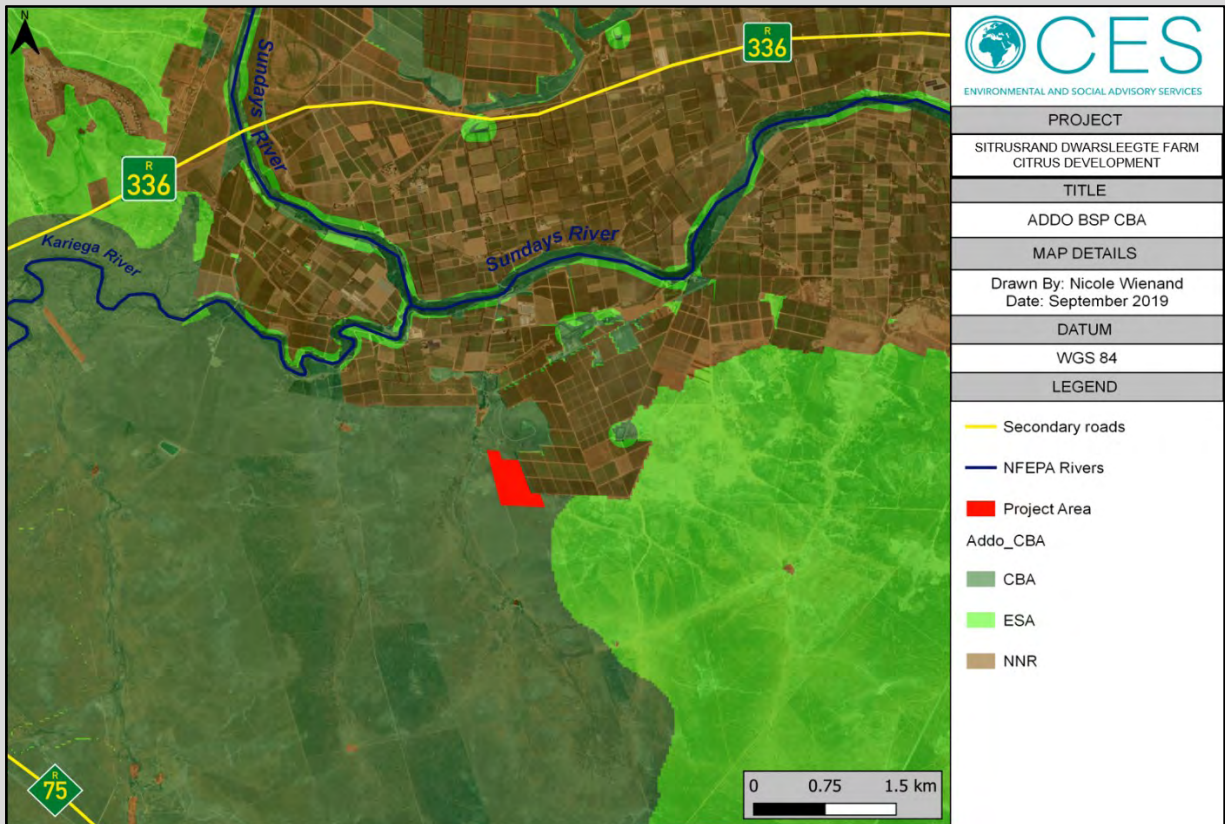 N
R
336
R
336
Sundays River
Sundays River
Kariega River
R
75
0 0.75 1.5 km
CES
ENVIRONMENTAL AND SOCIAL ADVISORY SERVICES
PROJECT
SITRUSRAND DWARSLEEGTE FARM
CITRUS DEVELOPMENT
TITLE
ADDO BSP CBA
MAP DETAILS
Drawn By: Nicole Wienand
Date: September 2019
DATUM
WGS 84
LEGEND
Secondary roads
NFEPA Rivers
Project Area
Addo_CBA
CBA
ESA
NNR